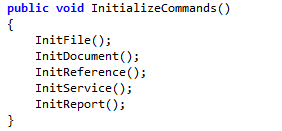 public void InitializeCommands()
{
    InitFile();
    InitDocument();
    InitReference();
    InitService();
    InitReport();
}